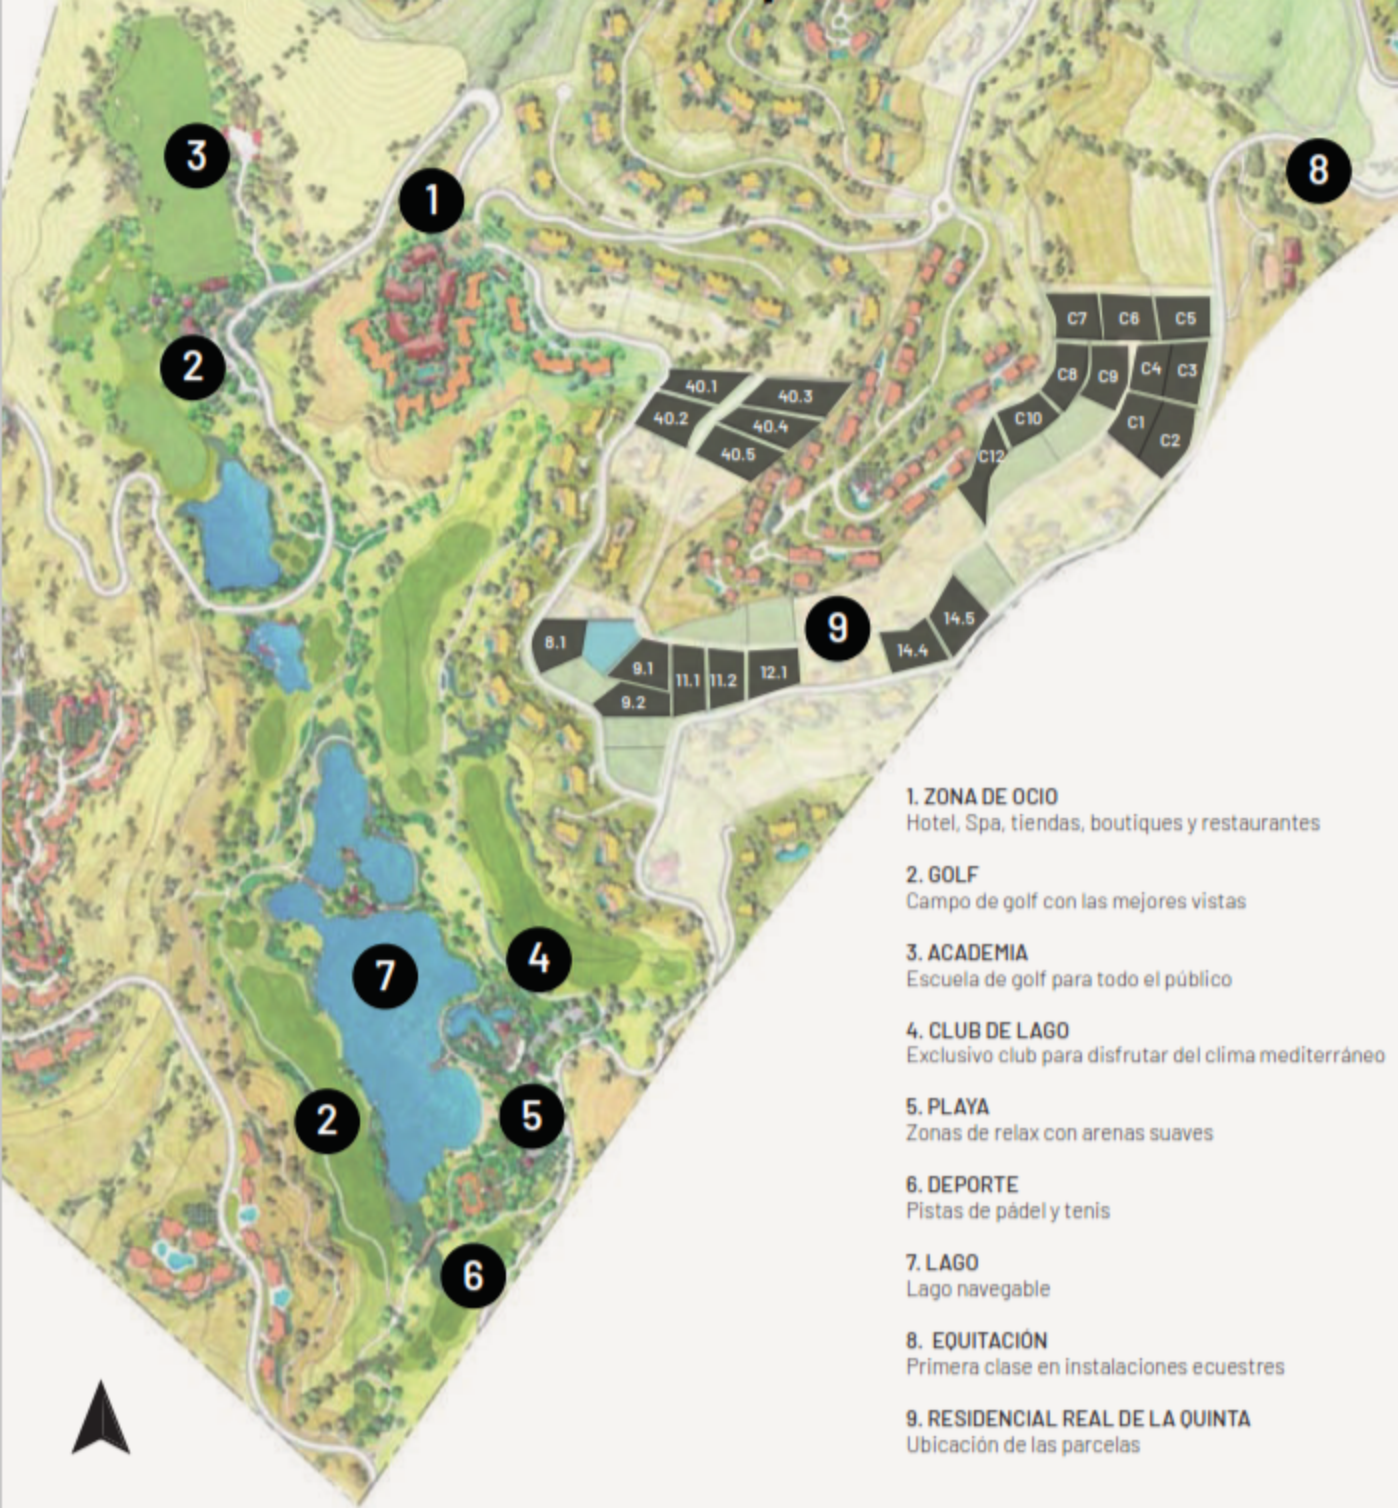 3
1
8
2
C7
C6
C5
C8
C9
C4
C3
C10
C1
C2
C12
40.1
40.3
40.2
40.4
40.5
9
14.5
14.4
8.1
9.1
11.1
11.2
12.1
9.2
7
4
2
5
6
1. ZONA DE OCIO
Hotel, Spa, tiendas, boutiques y restaurantes
2. GOLF
Campo de golf con las mejores vistas
3. ACADEMIA
Escuela de golf para todo el público
4. CLUB DE LAGO
Exclusivo club para disfrutar del clima mediterráneo
5. PLAYA
Zonas de relax con arenas suaves
6. DEPORTE
Pistas de pádel y tenis
7. LAGO
Lago navegable
8. EQUITACIÓN
Primera clase en instalaciones ecuestres
9. RESIDENCIAL REAL DE LA QUINTA
Ubicación de las parcelas